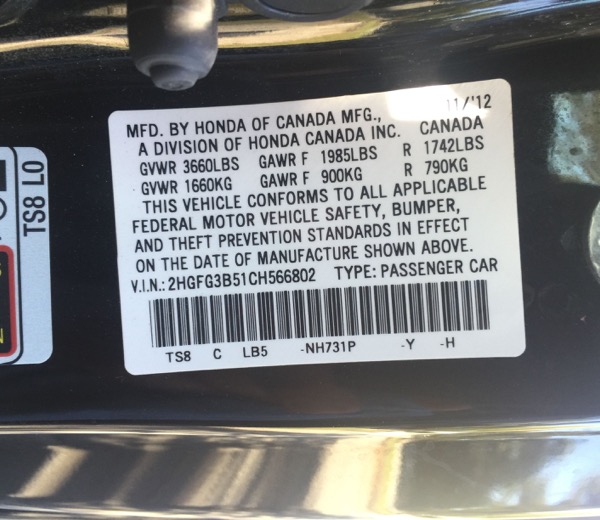 MFD. BY HONDA OF CANADA MFG., 11/'12
A DIVISION OF HONDA CANADA INC. CANADA
GVWR 3660LBS GAWR F 1985LBS R 1742LBS
GVWR 1660KG GAWR F 900KG R 790KG
THIS VEHICLE CONFORMS TO ALL APPLICABLE
FEDERAL MOTOR VEHICLE SAFETY, BUMPER,
AND THEFT PREVENTION STANDARDS IN EFFECT
ON THE DATE OF MANUFACTURE SHOWN ABOVE.
V.I.N.: 2HGFG3B51CH566802 TYPE: PASSENGER CAR
TS8 C LB5 -NH731P -Y -H
TS8 L0